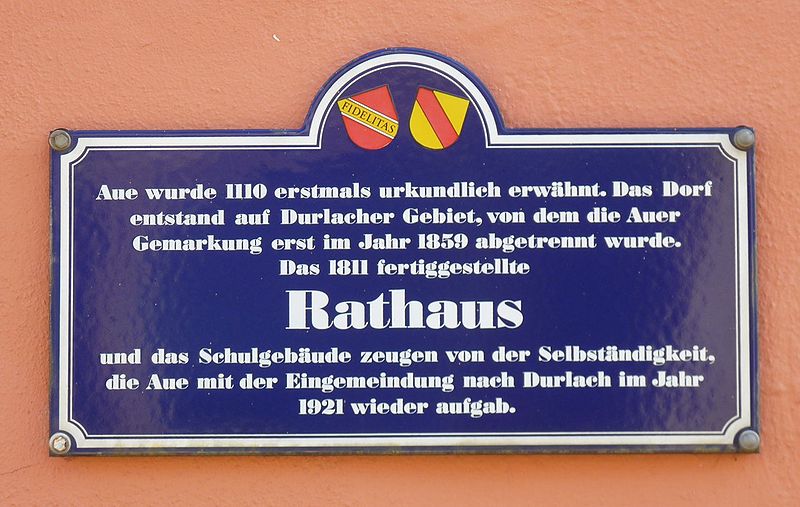 FIDELITAS
Aue wurde 1110 erstmals urkundlich erwähnt. Das Dorf
entstand auf Durlacher Gebiet, von dem die Auer
Gemarkung erst im Jahr 1859 abgetrennt wurde.
Das 1811 fertiggestellte
Rathaus
und das Schulgebäude zeugen von der Selbständigkeit,
die Aue mit der Eingemeindung nach Durlach im Jahr
1921 wieder aufgab.